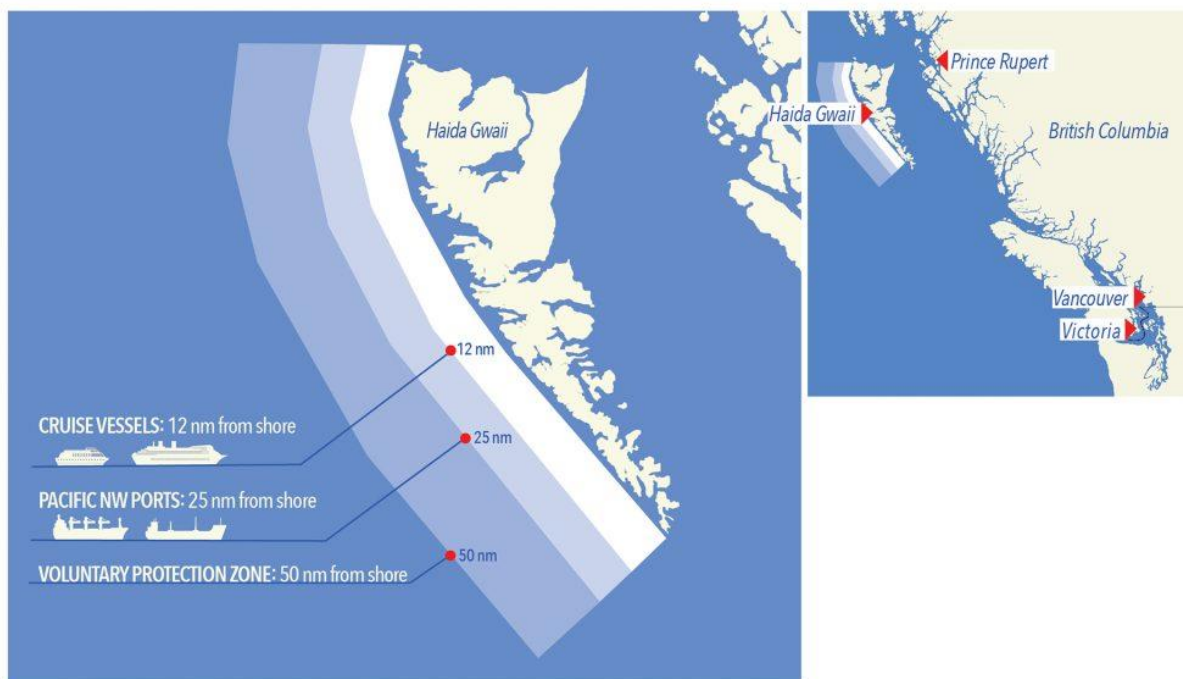 Haida Gwaii
12 nm
CRUISE VESSELS: 12 nm from shore
25 nm
PACIFIC NW PORTS: 25 nm from shore
50 nm
VOLUNTARY PROTECTION ZONE: 50 nm from shore
Prince Rupert
Haida Gwaii
British Columbia
Vancouver
Victoria